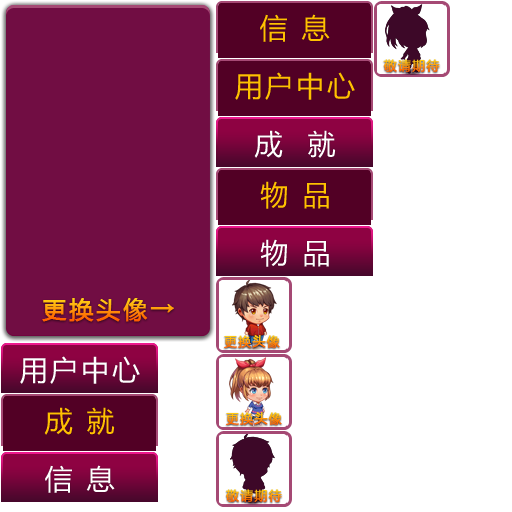 信息
敬请期待
用户中心
成就
物品
物品
更换头像→
更换头像
用户中心
更换头像
成就
信息
敬请期待